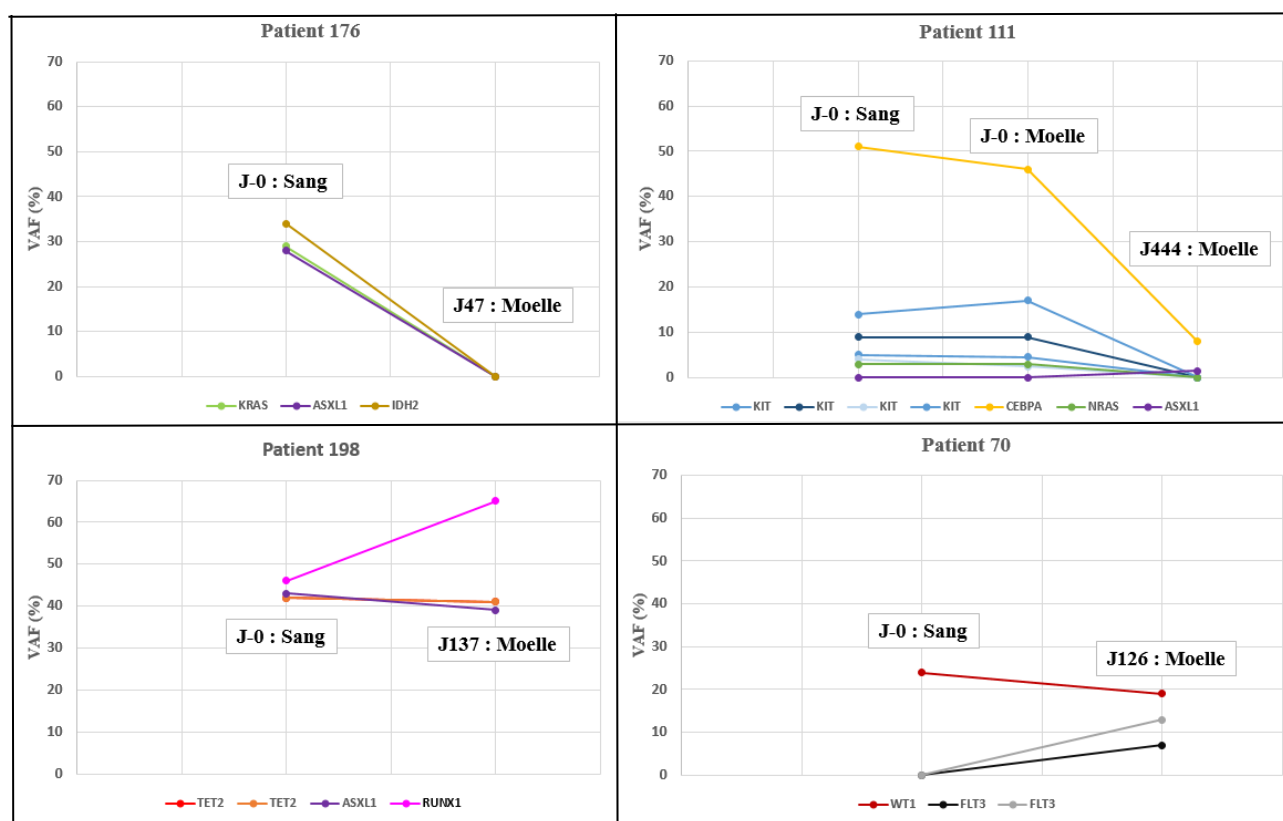 Patient 176
70
60
50
40
30
20
10
0
VAF (%)
J-0 : Sang
J47 : Moelle
KRAS ASXL1 IDH2
Patient 111
70
60
50
40
30
20
10
0
VAF (%)
J-0 : Sang
J-0 : Moelle
J444 : Moelle
KIT KIT KIT KIT CEBPA NRAS ASXL1
Patient 198
70
60
50
40
30
20
10
0
VAF (%)
J-0 : Sang
J137 : Moelle
TET2 TET2 ASXL1 RUNX1
Patient 70
70
60
50
40
30
20
10
0
VAF (%)
J-0 : Sang
J126 : Moelle
WT1 FLT3 FLT3